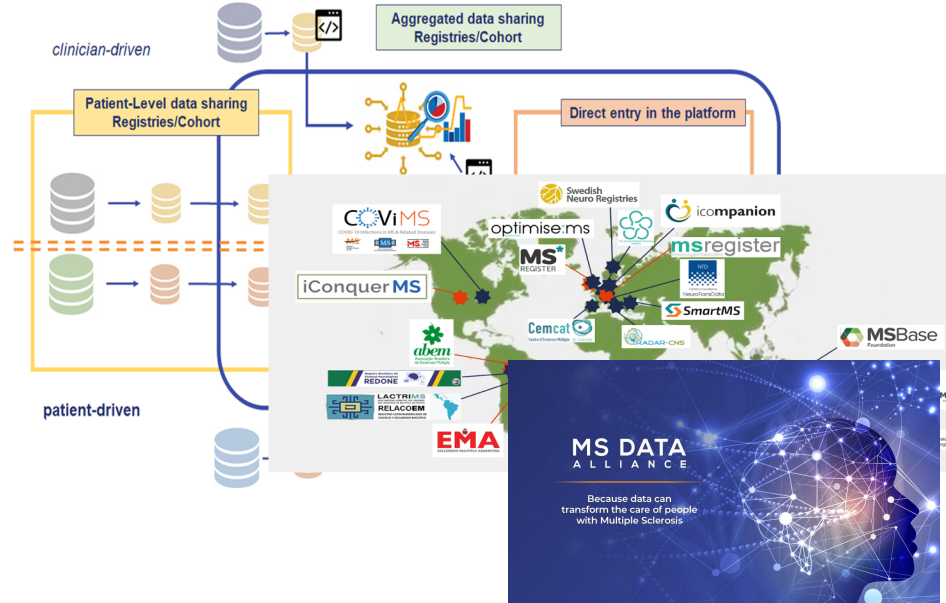 Aggregated data sharing
Registries/Cohort
clinician-driven
Patient-Level data sharing
Registries/Cohort
Direct entry in the platform
Swedish
Neuro Registries
COViMS
COVID-19 Infections in MS & Related Diseases
optimise:ms
icompanion
MS
REGISTER
msregister
iConquerMS
NTD
NeuroTransData
SmartMS
Cemcat
RADAR-CNS
MSBase
Foundation
abem
REDONE
LACTRIMS
RELACOEM
patient-driven
EMA
ESCLEROSIS MÚLTIPLE ARGENTINA
MS DATA
ALLIANCE
Because data can
transform the care of people
with Multiple Sclerosis